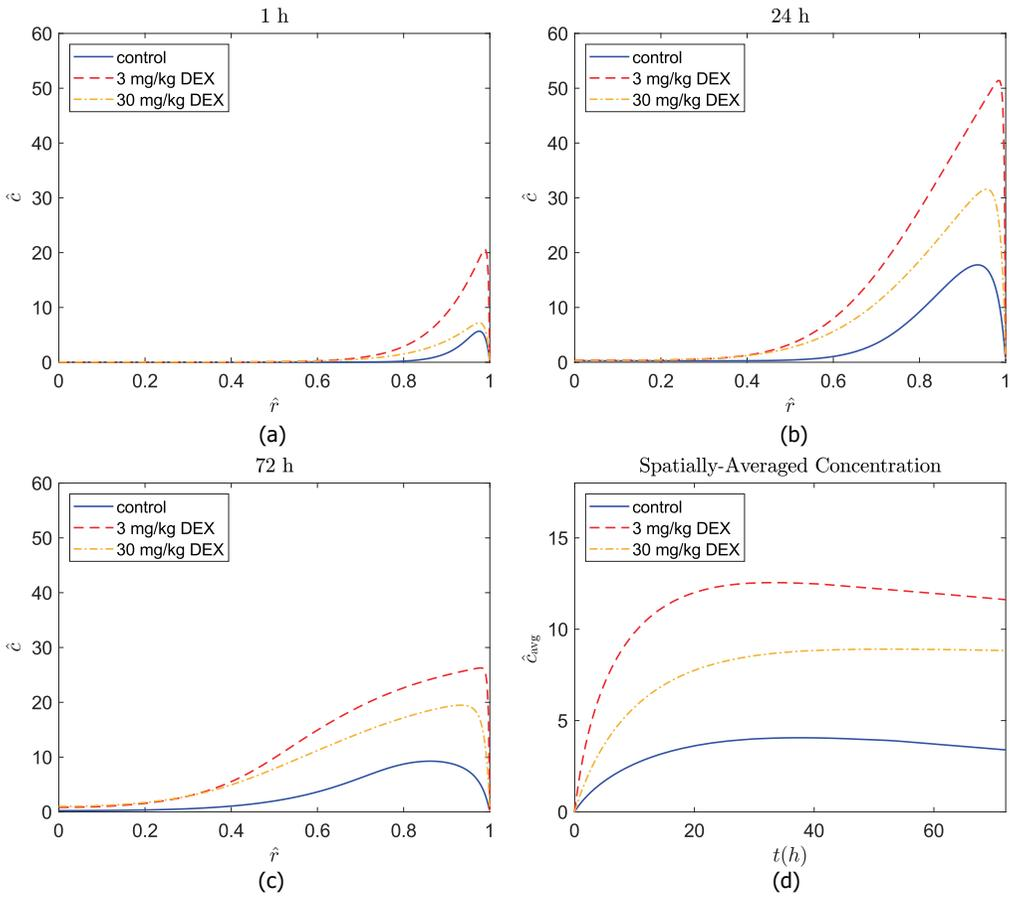 1 h
60
50
40
30
20
10
0
ĉ
control
3 mg/kg DEX
30 mg/kg DEX
0 0.2 0.4 0.6 0.8 1
r̂
(a)
24 h
60
50
40
30
20
10
0
ĉ
control
3 mg/kg DEX
30 mg/kg DEX
0 0.2 0.4 0.6 0.8 1
r̂
(b)
72 h
60
50
40
30
20
10
0
ĉ
control
3 mg/kg DEX
30 mg/kg DEX
0 0.2 0.4 0.6 0.8 1
r̂
(c)
Spatially-Averaged Concentration
15
10
5
0
ĉavg
control
3 mg/kg DEX
30 mg/kg DEX
0 20 40 60
t(h)
(d)